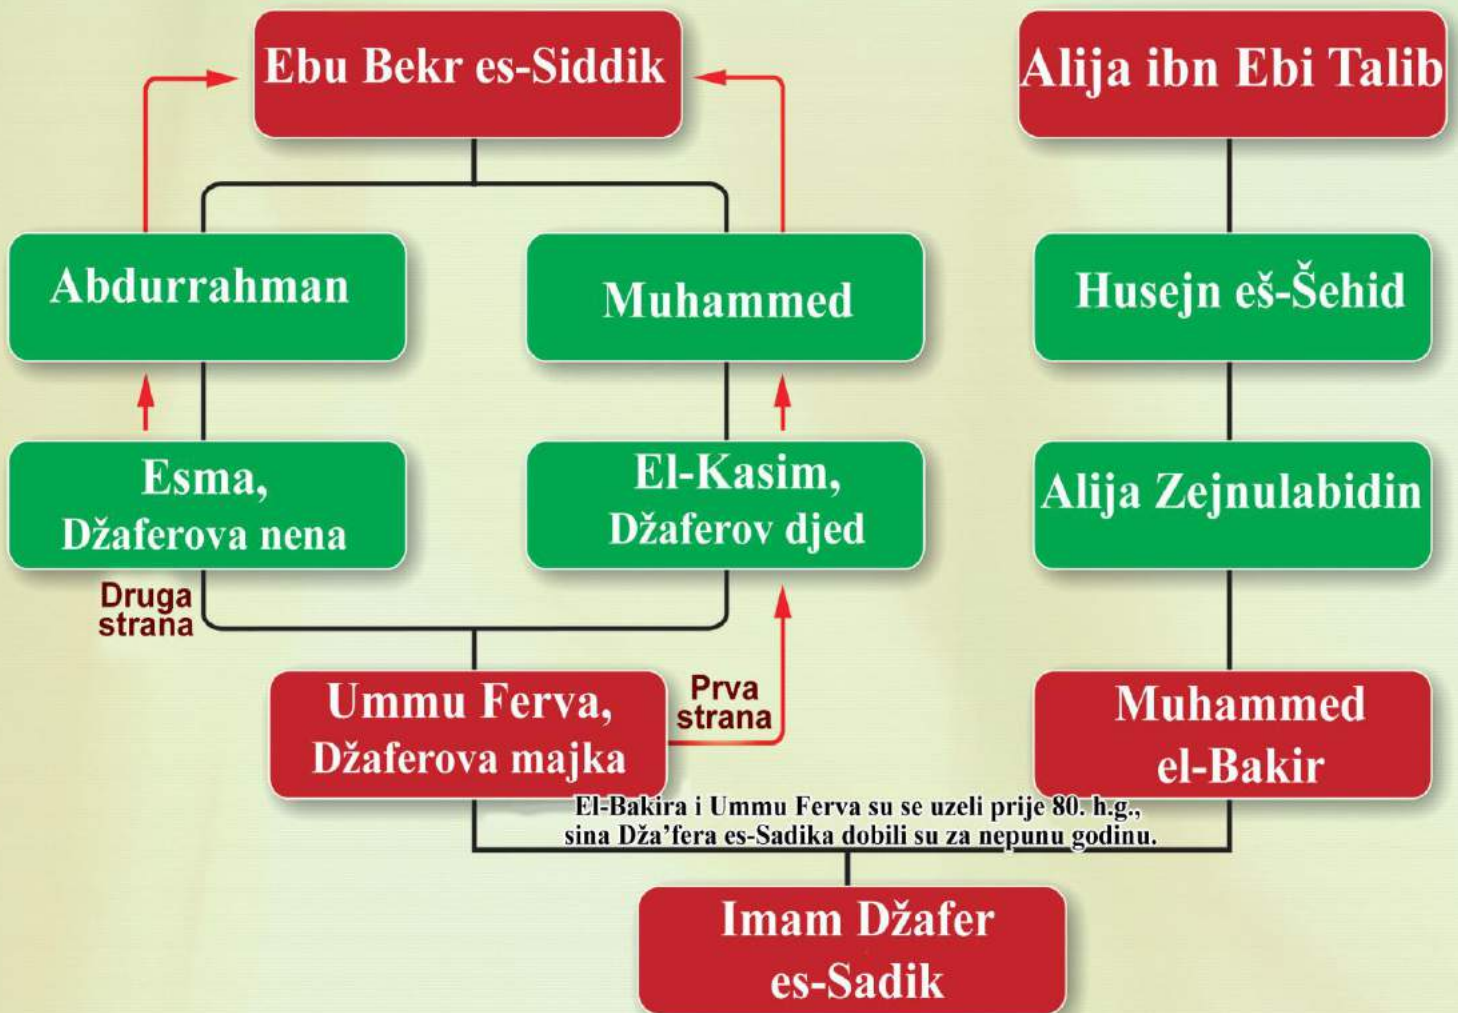 Ebu Bekr es-Siddik
Alija ibn Ebi Talib
Abdurrahman
Muhammed
Husejn eš-Šehid
Esma,
Džaferova nena
El-Kasim,
Džaferov djed
Alija Zejnulabidin
Druga
strana
Ummu Ferva,
Džaferova majka
Prva
strana
Muhammed
el-Bakir
El-Bakira i Ummu Ferva su se uzeli prije 80. h.g.,
sina Dža’fera es-Sadika dobili su za nepunu godinu.
Imam Džafer
es-Sadik